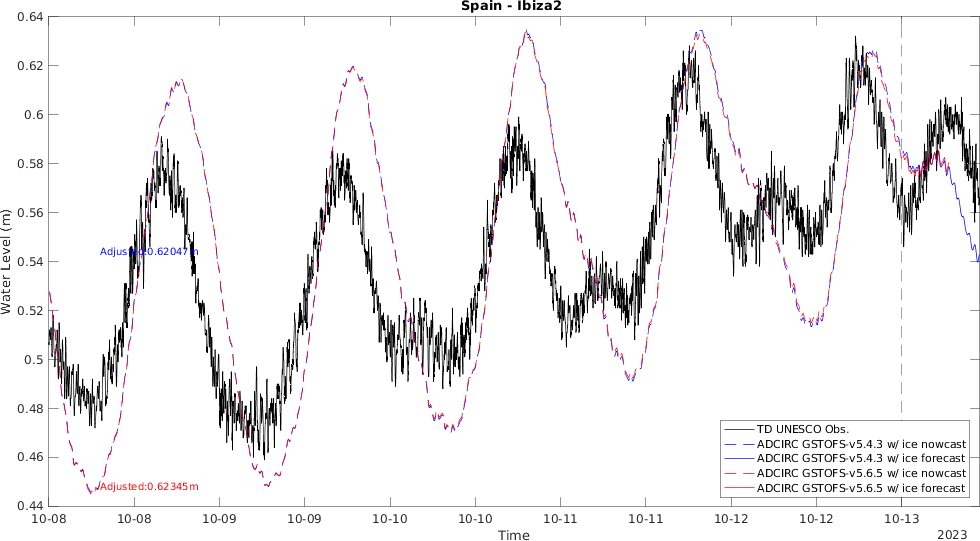 Spain - Ibiza2
0.64
0.62
0.6
0.58
0.56
0.54
0.52
0.5
0.48
0.46
0.44
Water Level (m)
Adjusted:0.62047m
Adjusted:0.62345m
TD UNESCO Obs.
ADCIRC GSTOFS-v5.4.3 w/ ice nowcast
ADCIRC GSTOFS-v5.4.3 w/ ice forecast
ADCIRC GSTOFS-v5.6.5 w/ ice nowcast
ADCIRC GSTOFS-v5.6.5 w/ ice forecast
10-08 10-08 10-09 10-09 10-10 10-10 10-11 10-11 10-12 10-12 10-13
Time
2023